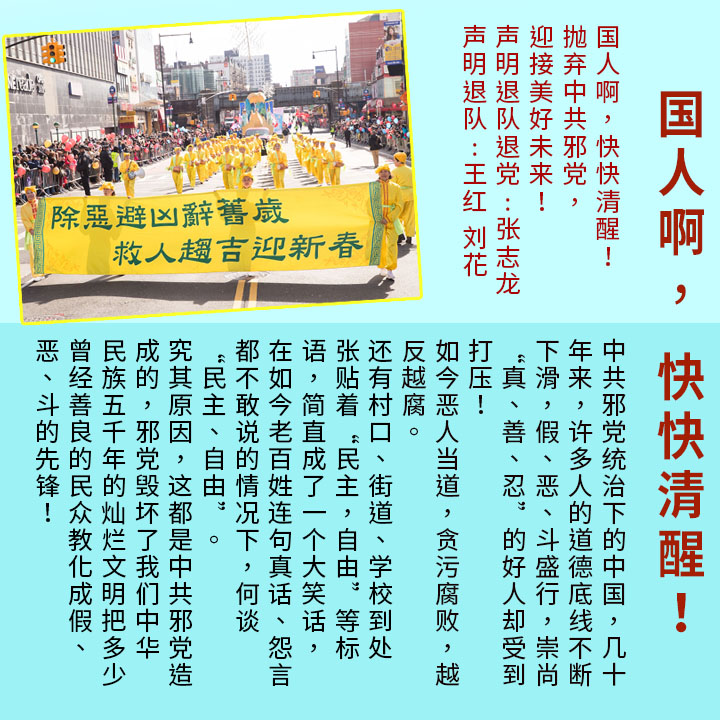 国人啊，快快清醒！
国人啊，快快清醒！
抛弃中共邪党，
迎接美好未来！
声明退队退党：张志龙
声明退队：王红 刘花
除惡避凶辭舊歲
救人趨吉迎新春
中共邪党统治下的中国，几十
年来，许多人的道德底线不断
下滑，假、恶、斗盛行，崇尚
“真、善、忍”的好人却受到
打压！
如今恶人当道，贪污腐败，越
反越腐。
还有村口、街道、学校到处
张贴着“民主，自由”等标
语，简直成了一个大笑话，
在如今老百姓连句真话、怨言
都不敢说的情况下，何谈
“民主、自由”。
究其原因，这都是中共邪党造
成的，邪党毁坏了我们中华
民族五千年的灿烂文明把多少
曾经善良的民众教化成假、
恶、斗的先锋！